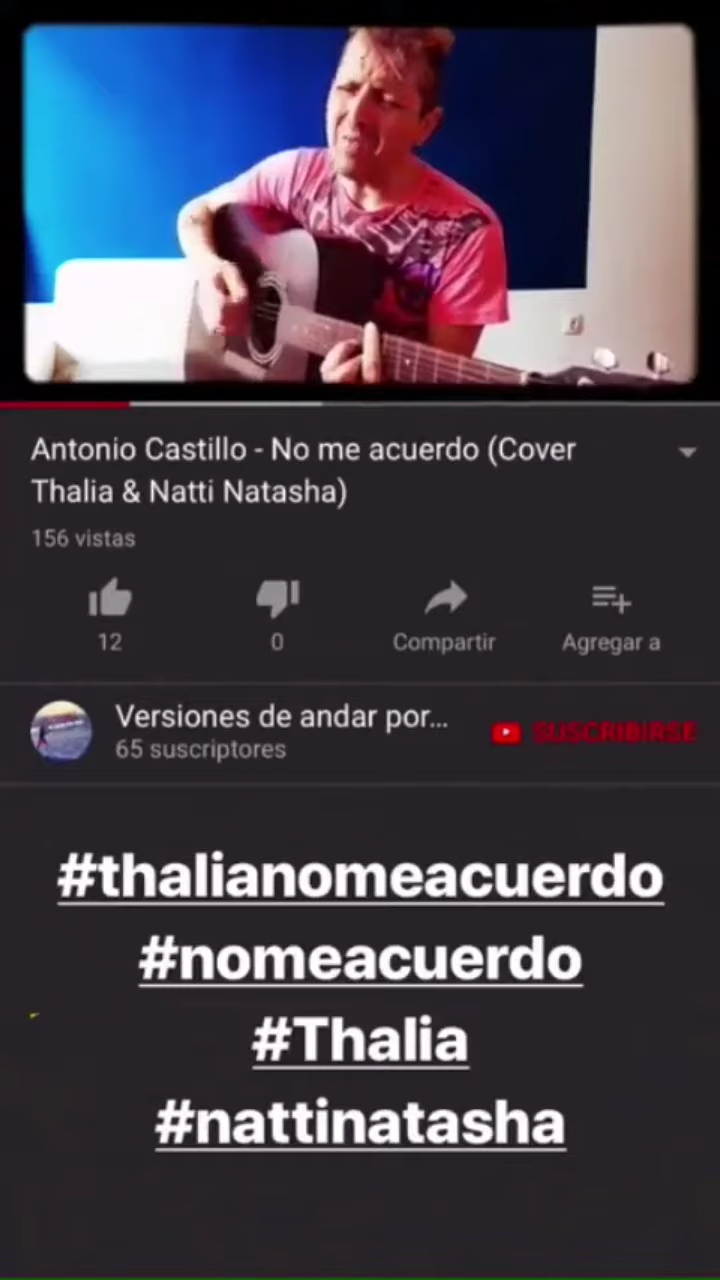 Antonio Castillo - No me acuerdo (Cover
Thalia & Natti Natasha)
156 vistas
12
0
Compartir
Agregar a
Versiones de andar por...
65 suscriptores
SUSCRIBIRSE
#thalianomeacuerdo
#nomeacuerdo
#Thalia
#nattinatasha